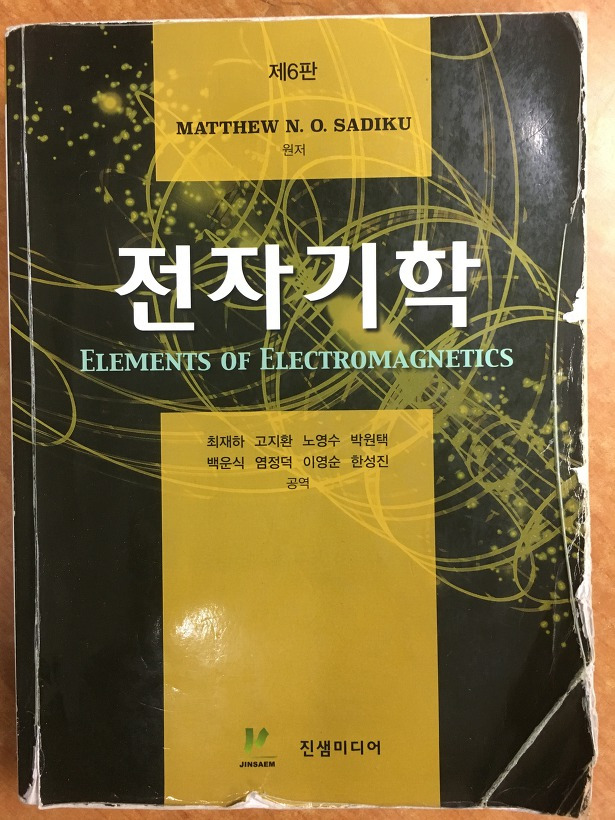 제6판
MATTHEW N. O. SADIKU
원저
전자기학
ELEMENTS OF ELECTROMAGNETICS
최재하 고지환 노영수 박원택
백운식 염정덕 이영순 한성진
공역
JINSAEM
진샘미디어